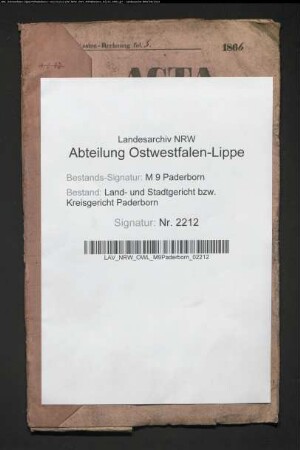 1866
ACTA
Landesarchiv NRW
Abteilung Ostwestfalen-Lippe
Bestands-Signatur: M 9 Paderborn
Bestand: Land- und Stadtgericht bzw.
Kreisgericht Paderborn
Signatur: Nr. 2212
LAV_NRW_OWL_M9Paderborn_02212